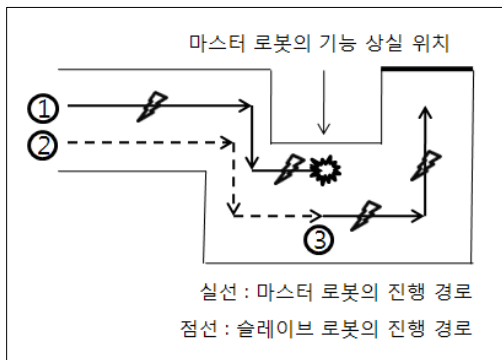 마스터 로봇의 기능 상실 위치
①
②
③
실선 : 마스터 로봇의 진행 경로
점선 : 슬레이브 로봇의 진행 경로